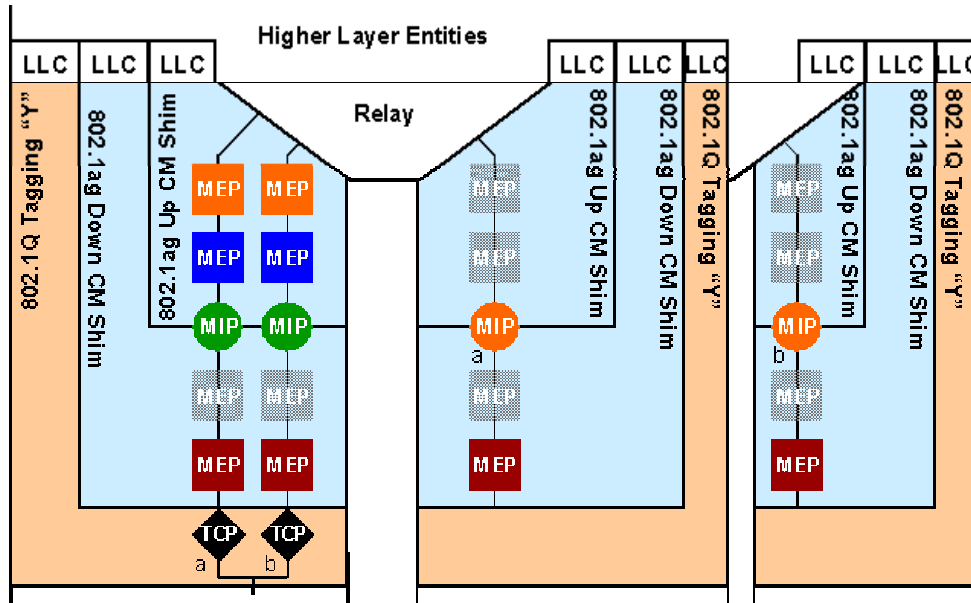 Higher Layer Entities
LLC LLC LLC LLC LLC LLC LLC LLC LLC
Relay
802.1Q Tagging “Y”
802.1ag Down CM Shim
802.1ag Up CM Shim
802.1ag Up CM Shim
802.1ag Down CM Shim
802.1Q Tagging “Y”
802.1ag Up CM Shim
802.1ag Down CM Shim
802.1Q Tagging “Y”
MEP MEP MEP MEP
MEP MEP MEP MEP
MIP MIP MIP MIP
a b
MEP MEP MEP MEP
MEP MEP MEP MEP
TCP TCP
a b